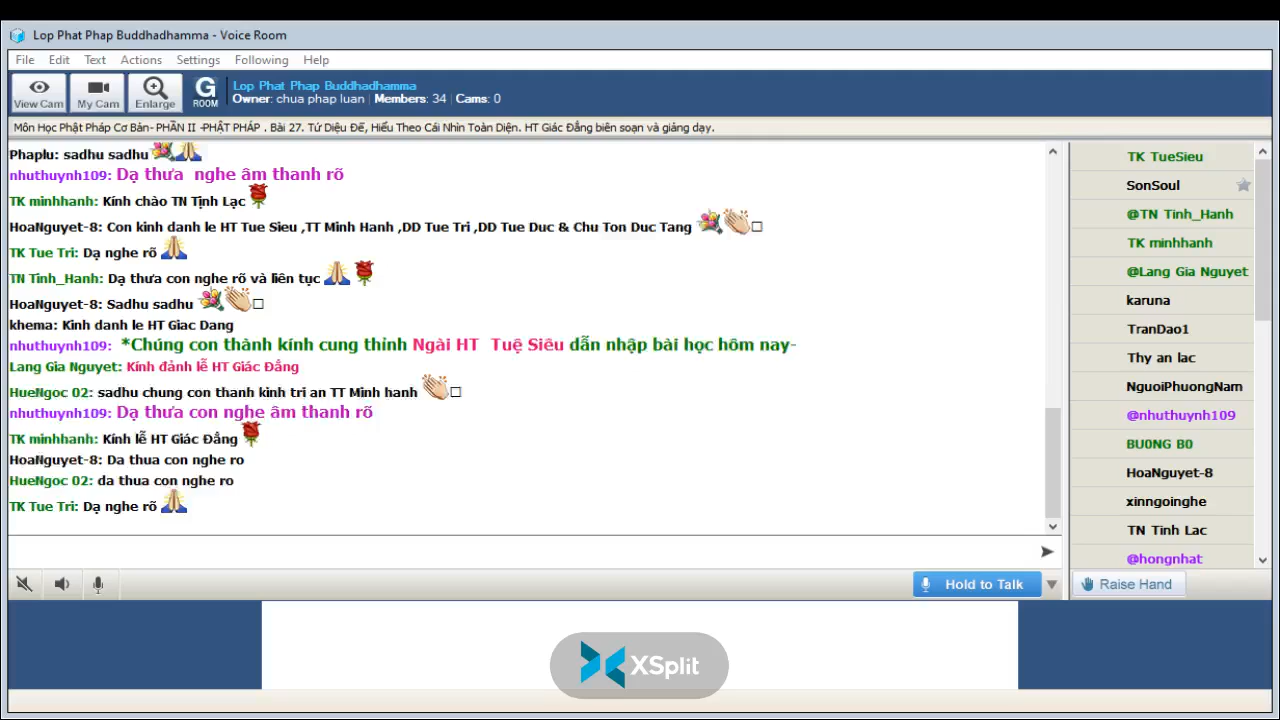 Lop Phat Phap Buddhadhamma - Voice Room
File Edit Text Actions Settings Following Help
View Cam My Cam Enlarge G ROOM
Lop Phat Phap Buddhadhamma
Owner: chua phap luan | Members: 34 | Cams: 0
Môn Học Phật Pháp Cơ Bản- PHẦN II -PHẬT PHÁP . Bài 27. Tứ Diệu Đế, Hiểu Theo Cái Nhìn Toàn Diện. HT Giác Đẳng biên soạn và giảng dạy.
Phaplu: sadhu sadhu
nhuthuynh109: Dạ thưa nghe âm thanh rõ
TK minhhanh: Kính chào TN Tịnh Lạc
HoaNguyet-8: Con kinh danh le HT Tue Sieu ,TT Minh Hanh ,DD Tue Tri ,DD Tue Duc & Chu Ton Duc Tang
TK Tue Tri: Dạ nghe rõ
TN Tinh_Hanh: Dạ thưa con nghe rõ và liên tục
HoaNguyet-8: Sadhu sadhu
khema: Kinh danh le HT Giac Dang
nhuthuynh109: *Chúng con thành kính cung thỉnh Ngài HT Tuệ Siêu dẫn nhập bài học hôm nay-
Lang Gia Nguyet: Kính đảnh lễ HT Giác Đẳng
HueNgoc 02: sadhu chung con thanh kinh tri an TT Minh hanh
nhuthuynh109: Dạ thưa con nghe âm thanh rõ
TK minhhanh: Kính lễ HT Giác Đẳng
HoaNguyet-8: Da thua con nghe ro
HueNgoc 02: da thua con nghe ro
TK Tue Tri: Dạ nghe rõ
Hold to Talk
TK TueSieu
SonSoul
@TN Tinh_Hanh
TK minhhanh
@Lang Gia Nguyet
karuna
TranDao1
Thy an lac
NguoiPhuongNam
@nhuthuynh109
BU0NG B0
HoaNguyet-8
xinngoinghe
TN Tinh Lac
@hongnhat
Raise Hand
XSplit